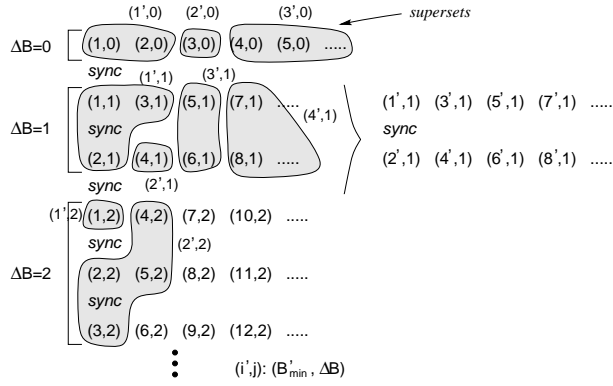 (1',0) (2',0) (3',0) supersets
ΔB=0 (1,0) (2,0) (3,0) (4,0) (5,0) .....
sync (1',1) (3',1)
(1,1) (3,1) (5,1) (7,1) ..... (1',1) (3',1) (5',1) (7',1) .....
(4',1)
ΔB=1 sync sync
(2,1) (4,1) (6,1) (8,1) ..... (2',1) (4',1) (6',1) (8',1) .....
sync (2',1)
(1',2) (1,2) (4,2) (7,2) (10,2) .....
sync (2',2)
ΔB=2 (2,2) (5,2) (8,2) (11,2) .....
sync
(3,2) (6,2) (9,2) (12,2) .....
(i',j): (B'min , ΔB)